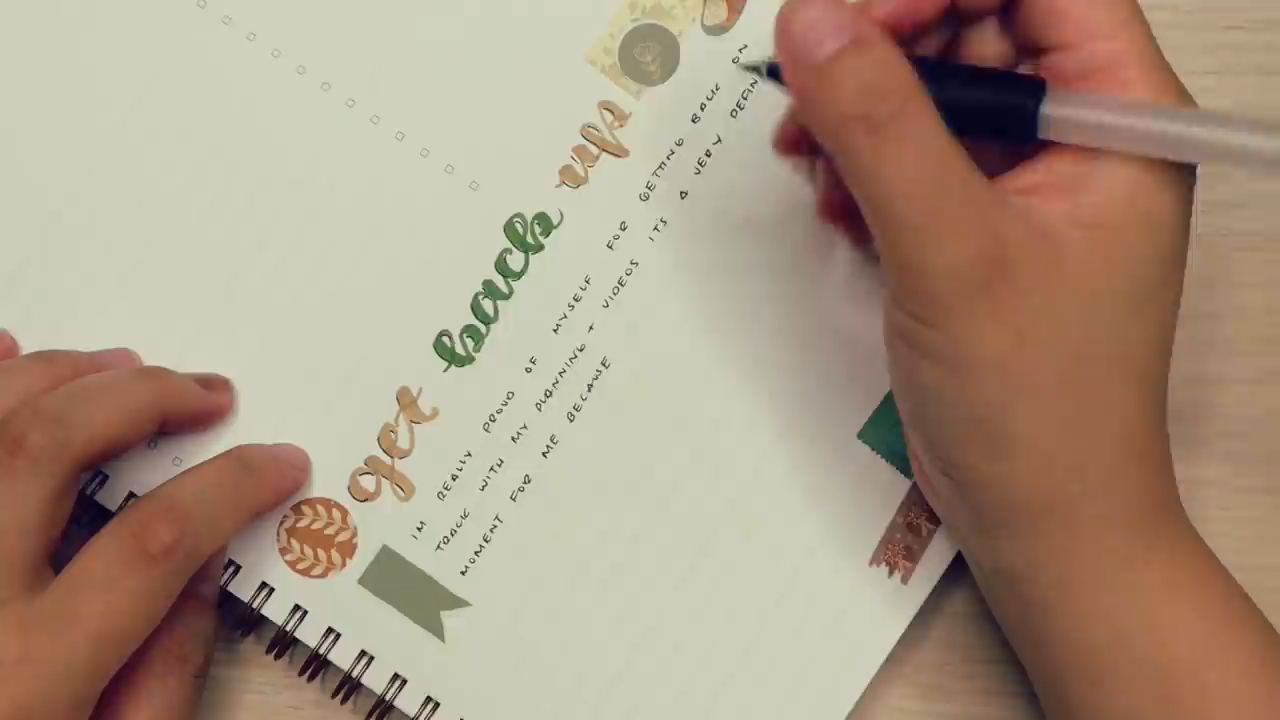 get back up
IM REALLY PROUD OF MYSELF FOR GETTING BACK ON
TRACK WITH MY PLANNING + VIDEOS IT'S A VERY DEFIN
MOMENT FOR ME BECAUSE